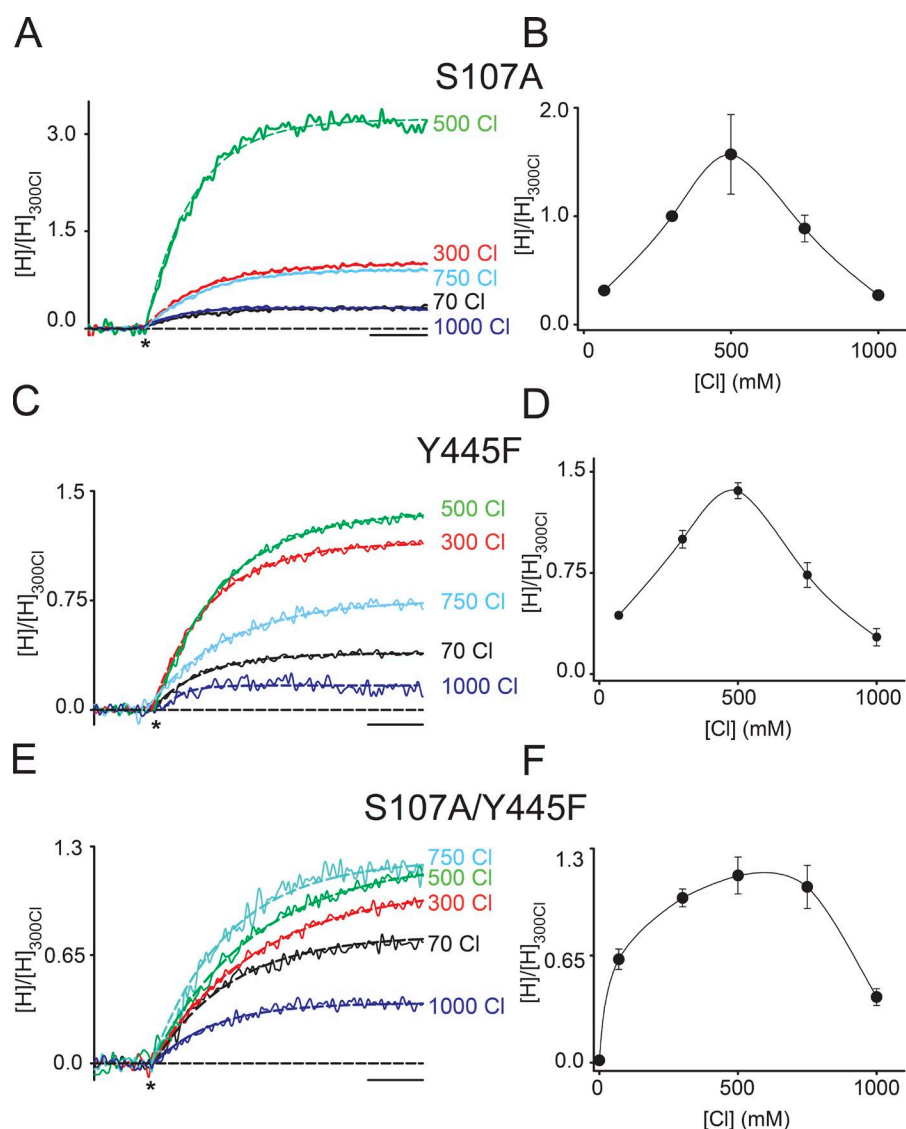 A
B
S107A
[H]/[H]300Cl
3.0
1.5
0.0
500 Cl
300 Cl
750 Cl
70 Cl
1000 Cl
*
[H]/[H]300Cl
2.0
1.0
0.0
0
500
1000
[Cl] (mM)
C
D
Y445F
[H]/[H]300Cl
1.5
0.75
0.0
500 Cl
300 Cl
750 Cl
70 Cl
1000 Cl
*
[H]/[H]300Cl
1.5
0.75
0.0
0
500
1000
[Cl] (mM)
E
F
S107A/Y445F
[H]/[H]300Cl
1.3
0.65
0.0
750 Cl
500 Cl
300 Cl
70 Cl
1000 Cl
*
[H]/[H]300Cl
1.3
0.65
0.0
0
500
1000
[Cl] (mM)